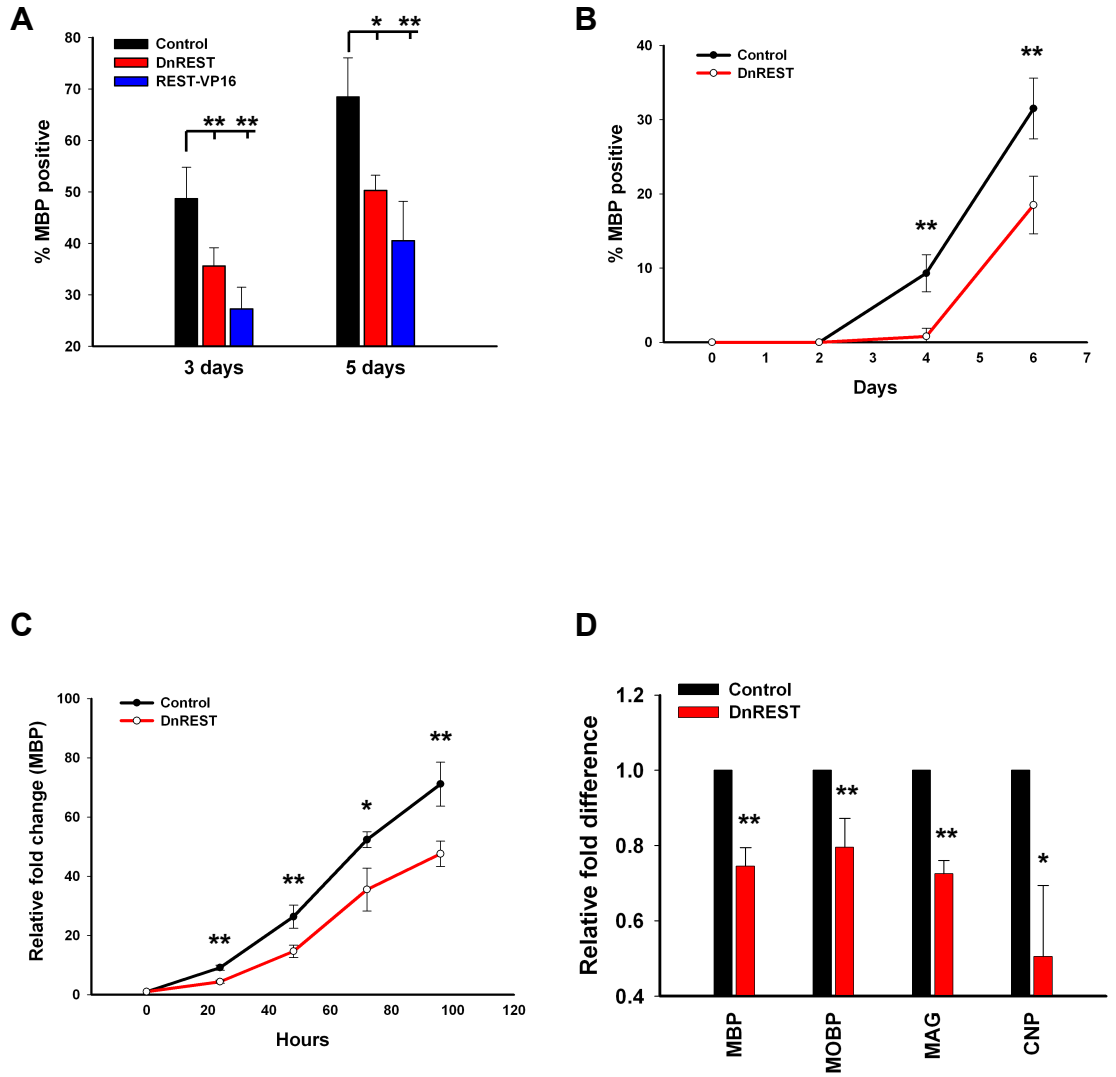 A
% MBP positive
80
70
60
50
40
30
20
Control
DnREST
REST-VP16
** **
* **
3 days
5 days
B
% MBP positive
40
30
20
10
0
Control
DnREST
**
**
0 1 2 3 4 5 6 7
Days
C
Relative fold change (MBP)
100
80
60
40
20
0
Control
DnREST
**
**
*
**
0 20 40 60 80 100 120
Hours
D
Relative fold difference
1.2
1.0
0.8
0.6
0.4
Control
DnREST
**
**
**
*
MBP
MOBP
MAG
CNP